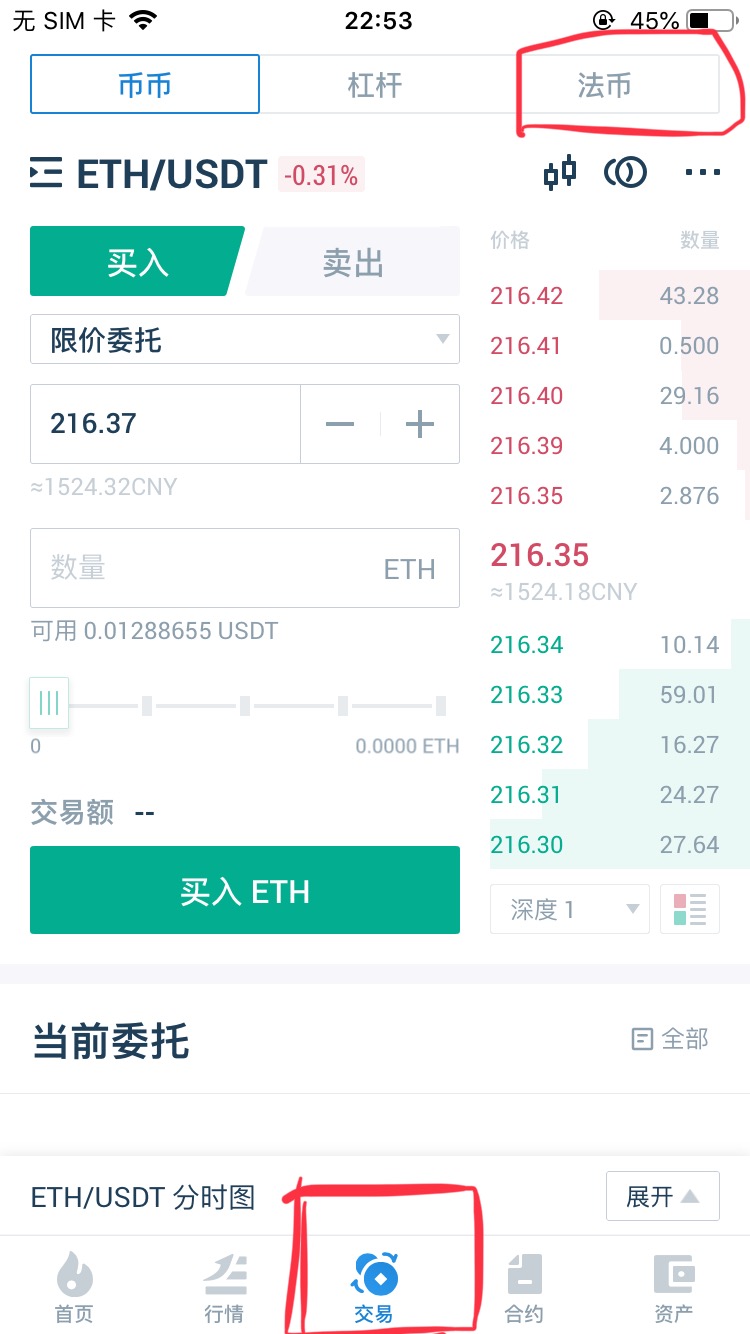 无 SIM 卡 22:53 45%
币币 杠杆 法币
ETH/USDT -0.31%
买入 卖出
价格 数量
限价委托
216.37
≈1524.32CNY
数量 ETH
可用 0.01288655 USDT
0 0.0000 ETH
交易额 --
买入 ETH
216.42 43.28
216.41 0.500
216.40 29.16
216.39 4.000
216.35 2.876
216.35
≈1524.18CNY
216.34 10.14
216.33 59.01
216.32 16.27
216.31 24.27
216.30 27.64
深度 1
当前委托 全部
ETH/USDT 分时图 展开
首页 行情 交易 合约 资产